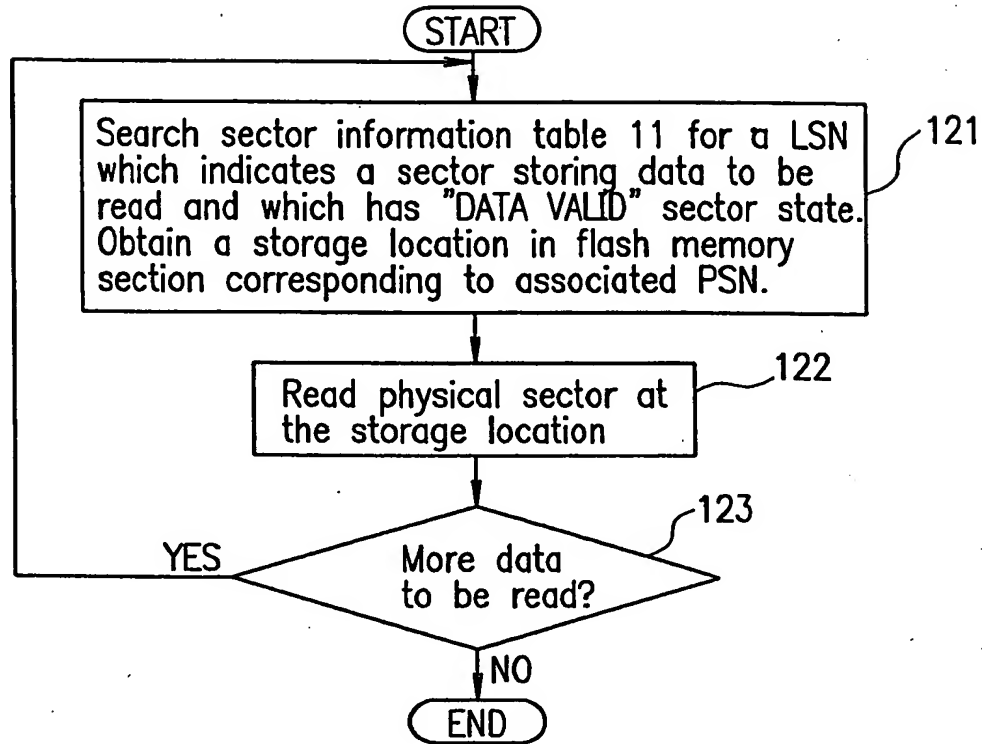 START
Search sector information table 11 for a LSN
which indicates a sector storing data to be
read and which has "DATA VALID" sector state.
Obtain a storage location in flash memory
section corresponding to associated PSN.
121
Read physical sector at
the storage location
122
More data
to be read?
123
YES
NO
END